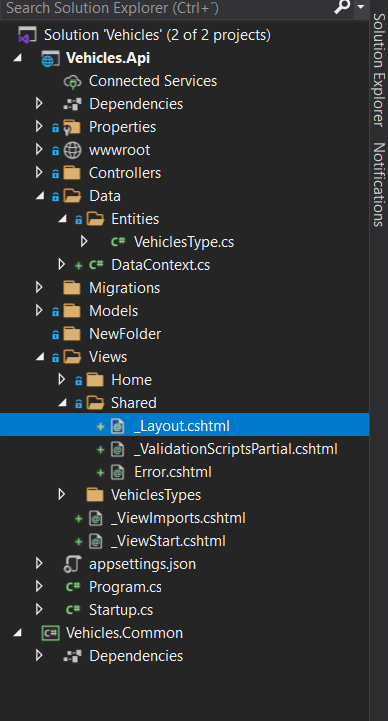 Search Solution Explorer (Ctrl+´)
Solution 'Vehicles' (2 of 2 projects)
Vehicles.Api
Connected Services
Dependencies
Properties
wwwroot
Controllers
Data
Entities
C# VehiclesType.cs
+ C# DataContext.cs
Migrations
Models
NewFolder
Views
Home
Shared
+ _Layout.cshtml
+ _ValidationScriptsPartial.cshtml
+ Error.cshtml
VehiclesTypes
+ _ViewImports.cshtml
+ _ViewStart.cshtml
appsettings.json
C# Program.cs
C# Startup.cs
C# Vehicles.Common
Dependencies
Solution Explorer
Notifications